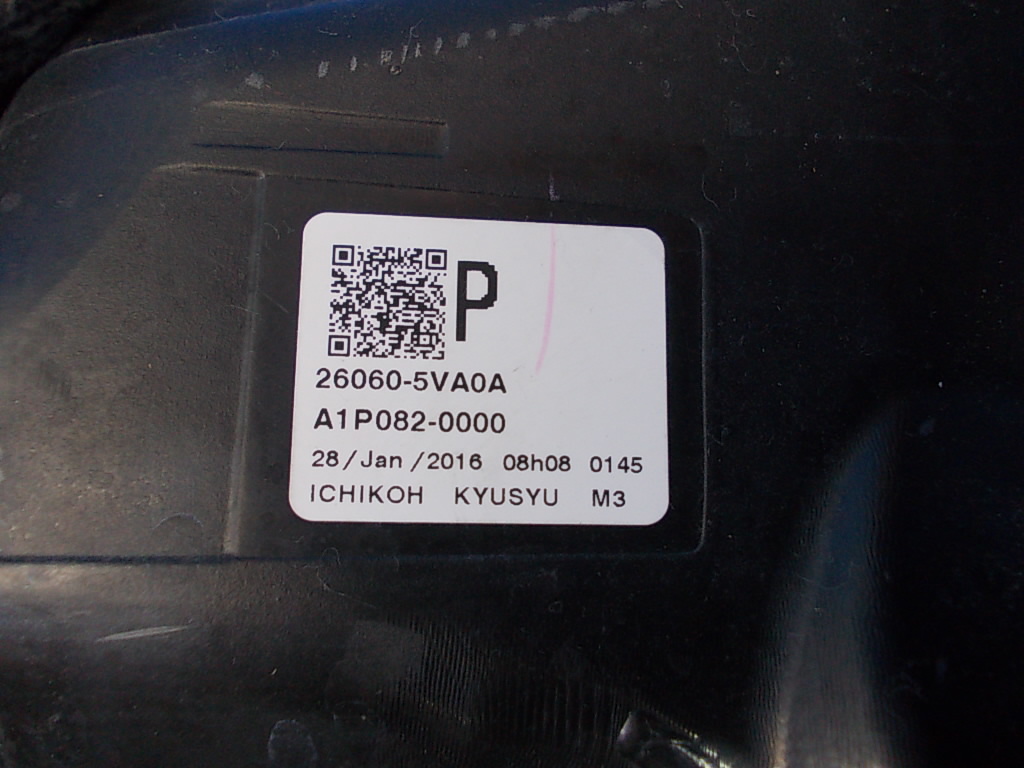 P
26060-5VA0A
A1P082-0000
28/Jan/2016 08h08 0145
ICHIKOH KYUSYU M3